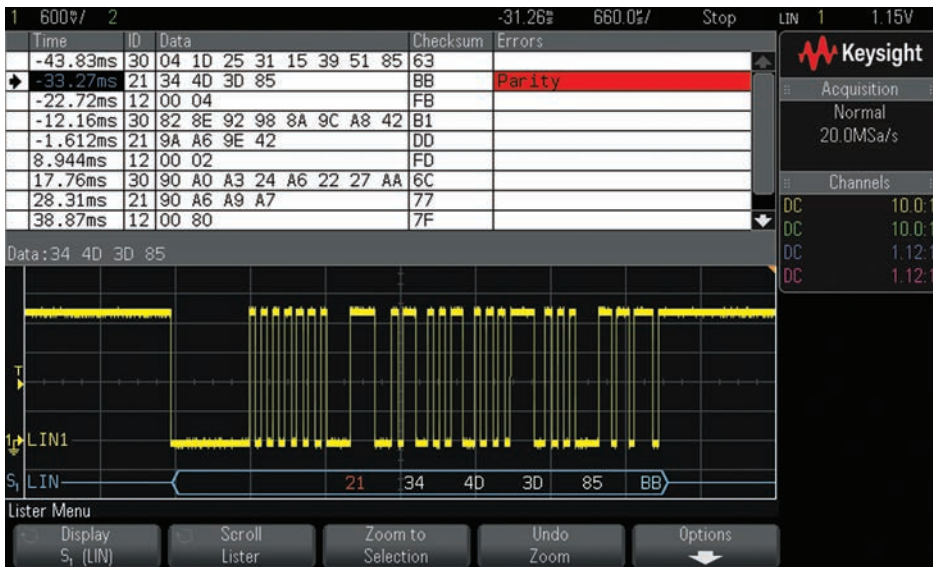 1 600▽/ 2 -31.26▽ 660.0▽/ Stop LIN 1 1.15V
Time ID Data Checksum Errors
-43.83ms 30 04 1D 25 31 15 39 51 85 63
-33.27ms 21 34 4D 3D 85 BB Parity
-22.72ms 12 00 04 FB
-12.16ms 30 82 8E 92 98 8A 9C A8 42 B1
-1.612ms 21 9A A6 9E 42 DD
8.944ms 12 00 02 FD
17.76ms 30 90 A0 A3 24 A6 22 27 AA 6C
28.31ms 21 90 A6 A9 A7 77
38.87ms 12 00 80 7F
Keysight
Acquisition
Normal
20.0MSa/s
Channels
DC 10.0:1
DC 10.0:1
DC 1.12:1
DC 1.12:1
Data:34 4D 3D 85
T
1 LIN1
S1 LIN 21 34 4D 3D 85 BB
Lister Menu
Display
S1 (LIN)
Scroll
Lister
Zoom to
Selection
Undo
Zoom
Options